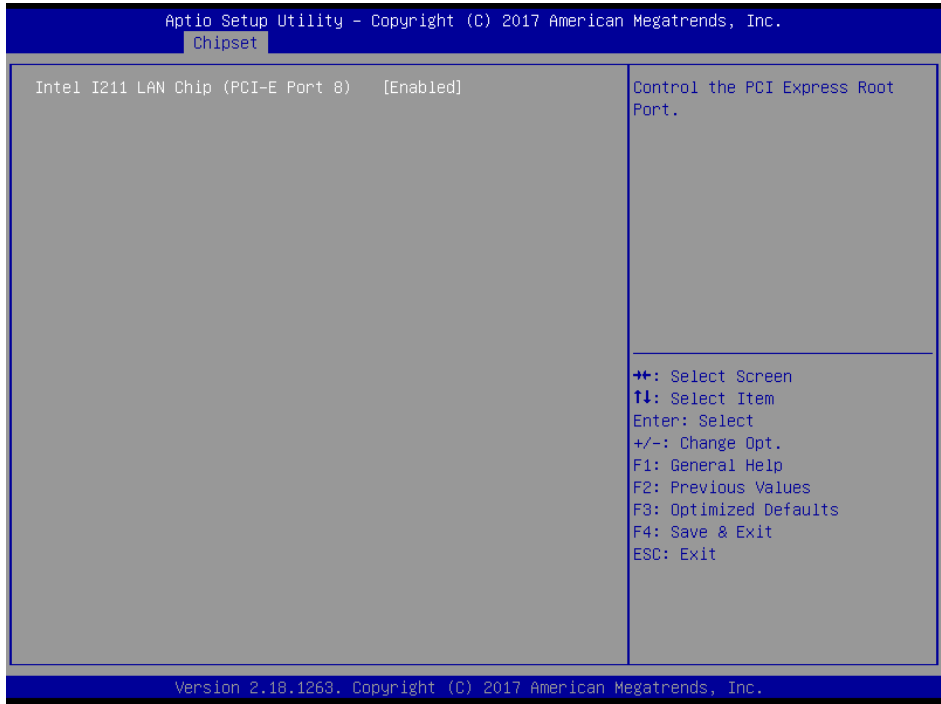 Aptio Setup Utility – Copyright (C) 2017 American Megatrends, Inc.
Chipset
Intel I211 LAN Chip (PCI-E Port 8) [Enabled]
Control the PCI Express Root
Port.
→←: Select Screen
↑↓: Select Item
Enter: Select
+/-: Change Opt.
F1: General Help
F2: Previous Values
F3: Optimized Defaults
F4: Save & Exit
ESC: Exit
Version 2.18.1263. Copyright (C) 2017 American Megatrends, Inc.